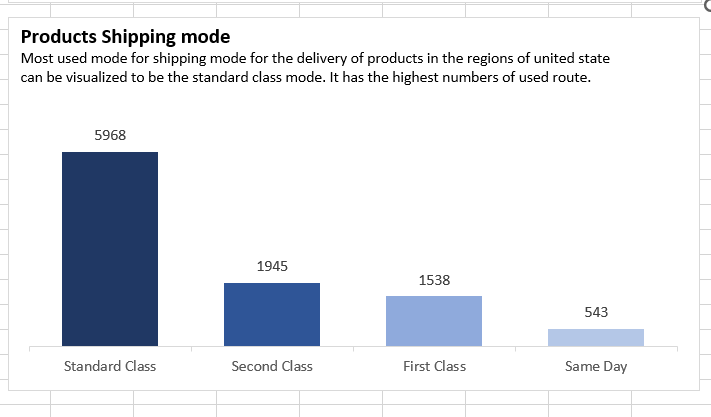 Products Shipping mode
Most used mode for shipping mode for the delivery of products in the regions of united state
can be visualized to be the standard class mode. It has the highest numbers of used route.
5968
1945
1538
543
Standard Class
Second Class
First Class
Same Day